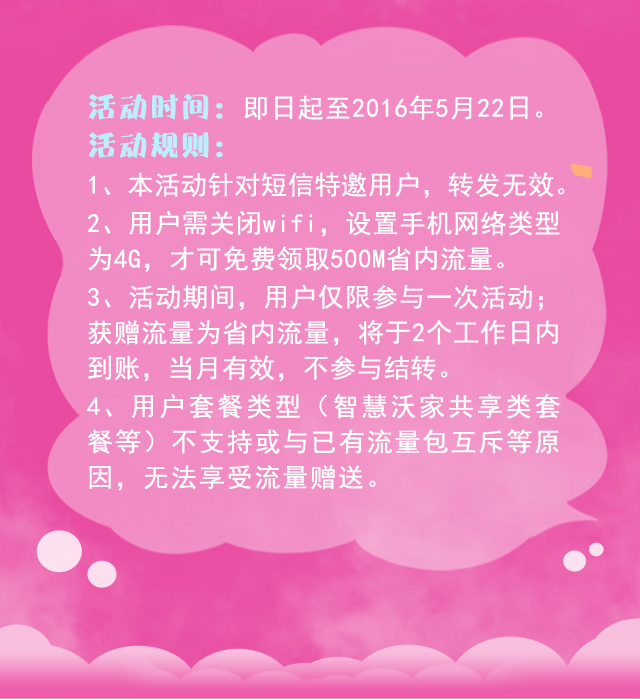 活动时间：即日起至2016年5月22日。
活动规则：
1、本活动针对短信特邀用户，转发无效。
2、用户需关闭wifi，设置手机网络类型
为4G，才可免费领取500M省内流量。
3、活动期间，用户仅限参与一次活动；
获赠流量为省内流量，将于2个工作日内
到账，当月有效，不参与结转。
4、用户套餐类型（智慧沃家共享类套
餐等）不支持或与已有流量包互斥等原
因，无法享受流量赠送。